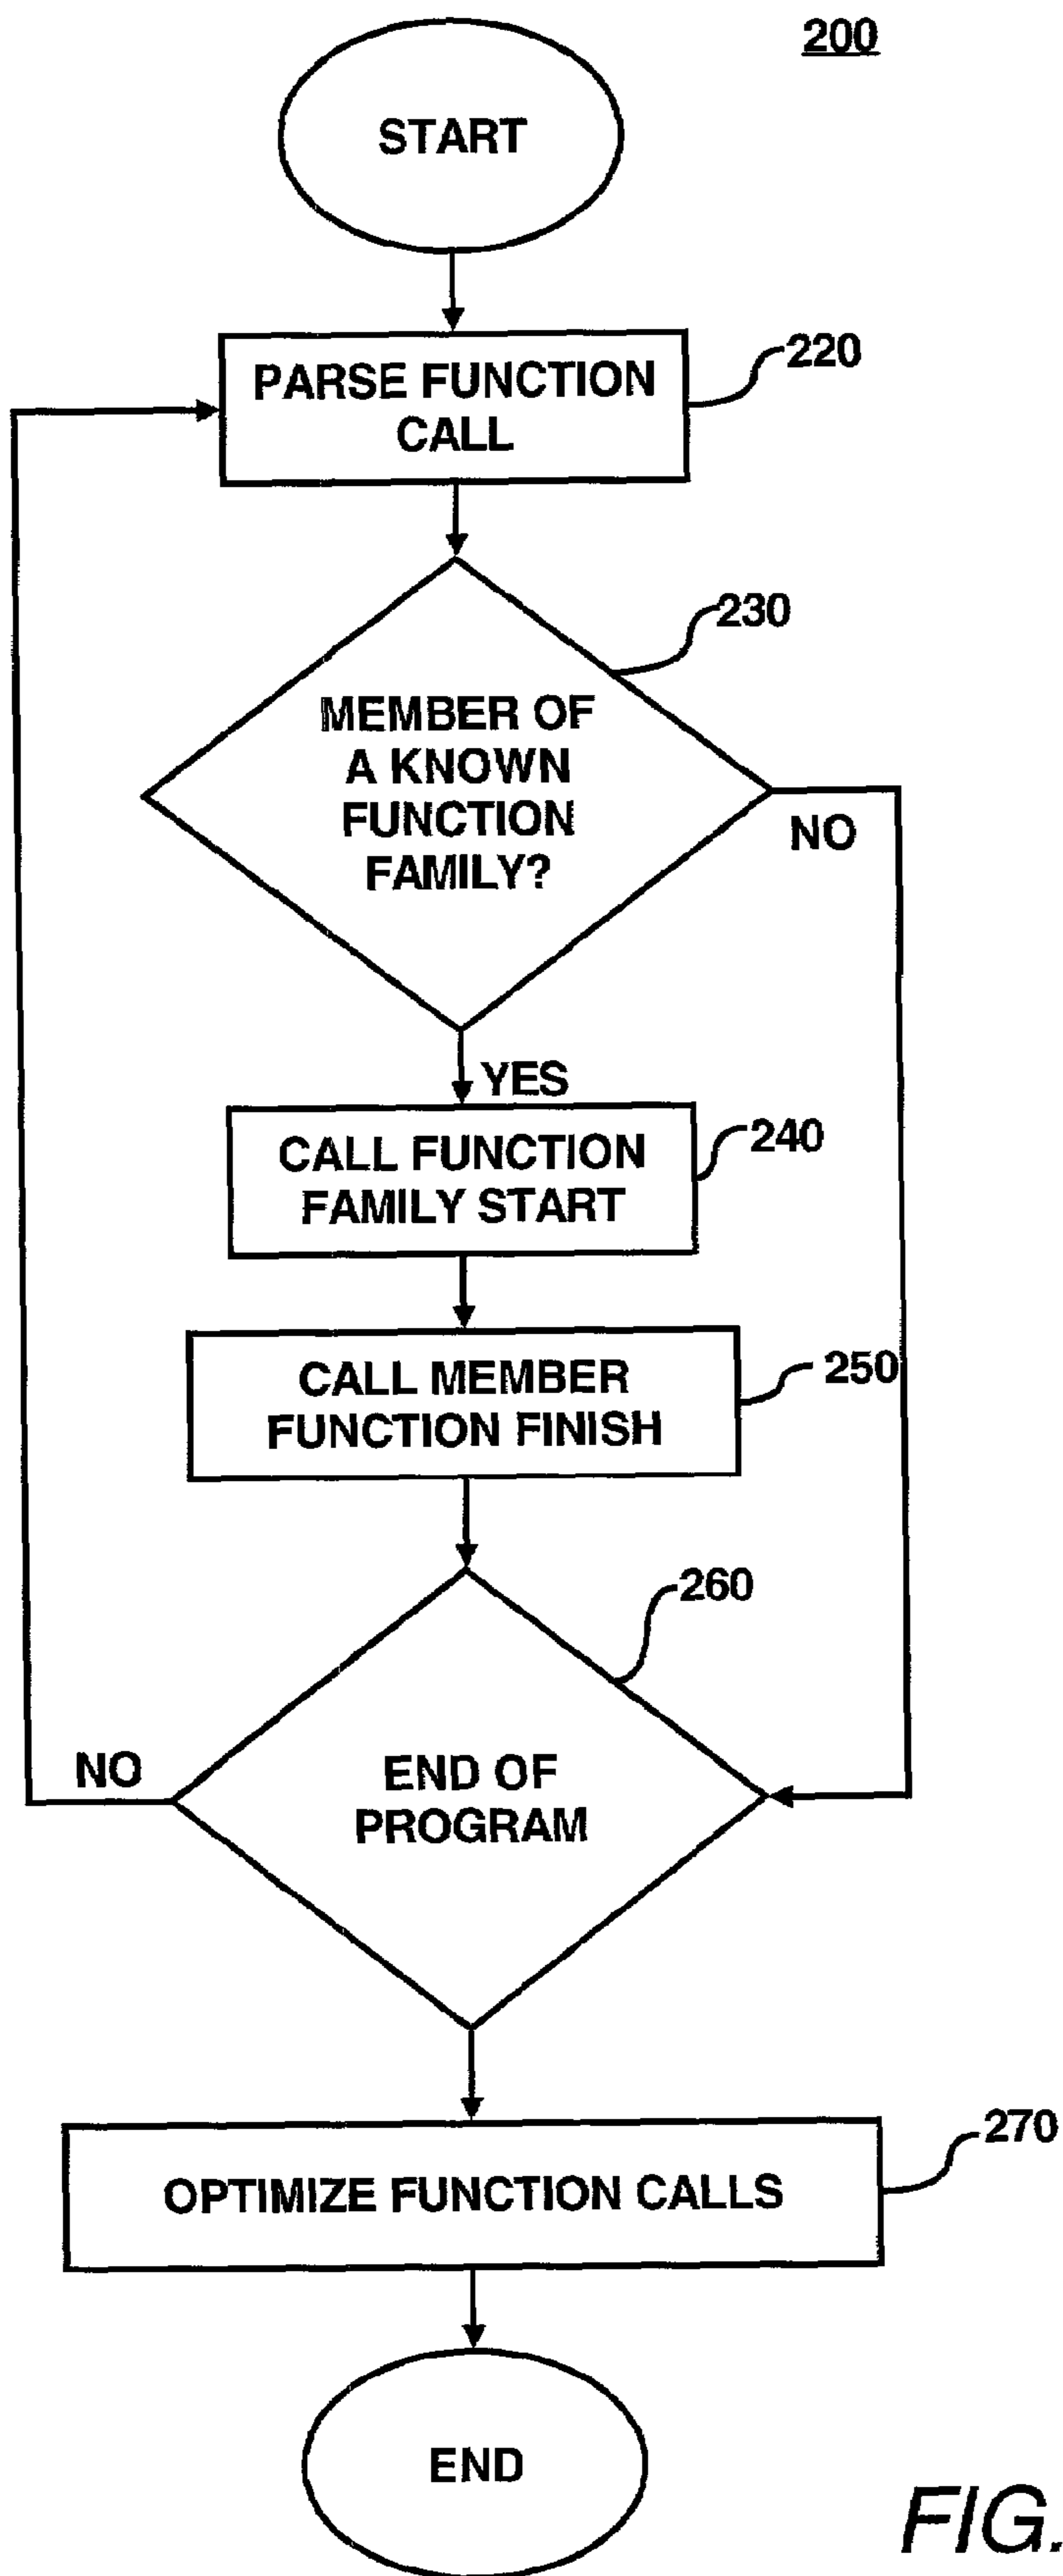 200
START
PARSE FUNCTION
CALL
220
230
MEMBER OF
A KNOWN
FUNCTION
FAMILY?
NO
YES
CALL FUNCTION
FAMILY START
240
CALL MEMBER
FUNCTION FINISH
250
260
NO
END OF
PROGRAM
OPTIMIZE FUNCTION CALLS
270
END
FIG.